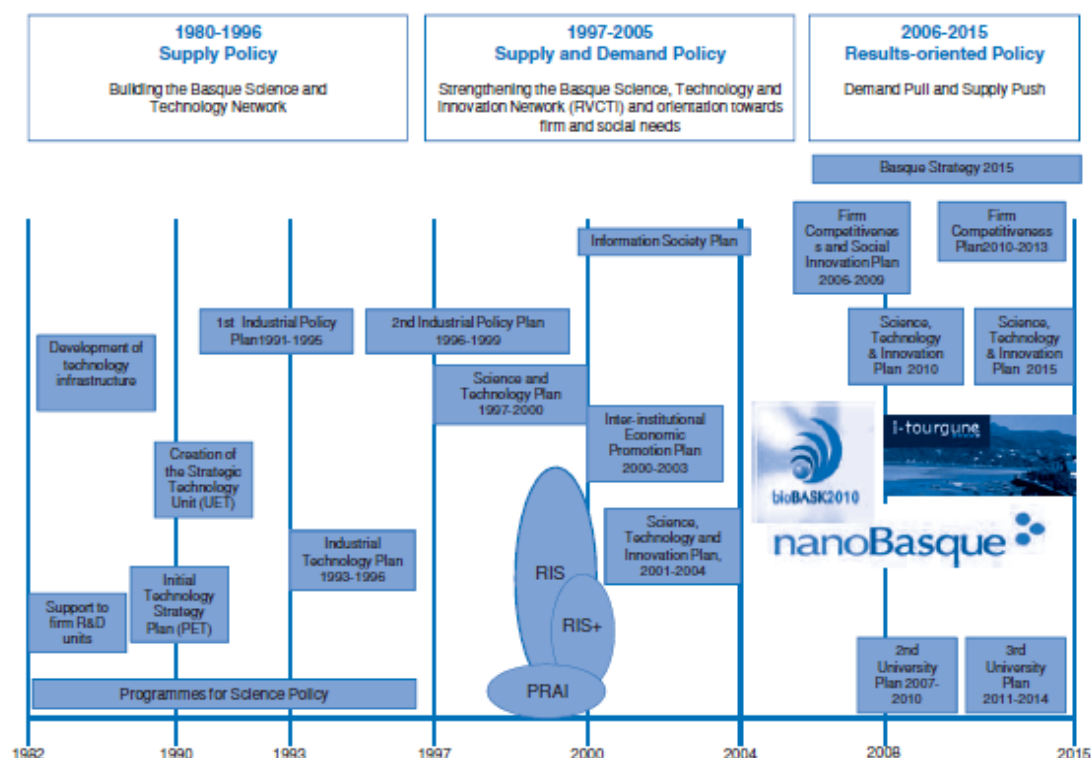 1980-1996
Supply Policy
Building the Basque Science and
Technology Network
1997-2005
Supply and Demand Policy
Strengthening the Basque Science, Technology and
Innovation Network (RVCTI) and orientation towards
firm and social needs
2006-2015
Results-oriented Policy
Demand Pull and Supply Push
Basque Strategy 2015
Firm
Competitivenes
s and Social
Innovation Plan
2006-2009
Firm
Competitiveness
Plan2010-2013
Information Society Plan
1st Industrial Policy
Plan1991-1995
2nd Industrial Policy Plan
1996-1999
Science,
Technology
& Innovation
Plan 2010
Science,
Technology
& Innovation
Plan 2015
Development of
technology
infrastructure
Science and
Technology Plan
1997-2000
Inter-institutional
Economic
Promotion Plan
2000-2003
bioBASK2010
i-tourgune
Creation of
the Strategic
Technology
Unit (UET)
Industrial
Technology Plan
1993-1996
RIS
Science,
Technology and
Innovation Plan,
2001-2004
nanoBasque
Support to
firm R&D
units
Initial
Technology
Strategy
Plan (PET)
RIS+
2nd
University
Plan 2007-
2010
3rd
University
Plan
2011-2014
Programmes for Science Policy
PRAI
1982
1990
1993
1997
2000
2004
2006
2015